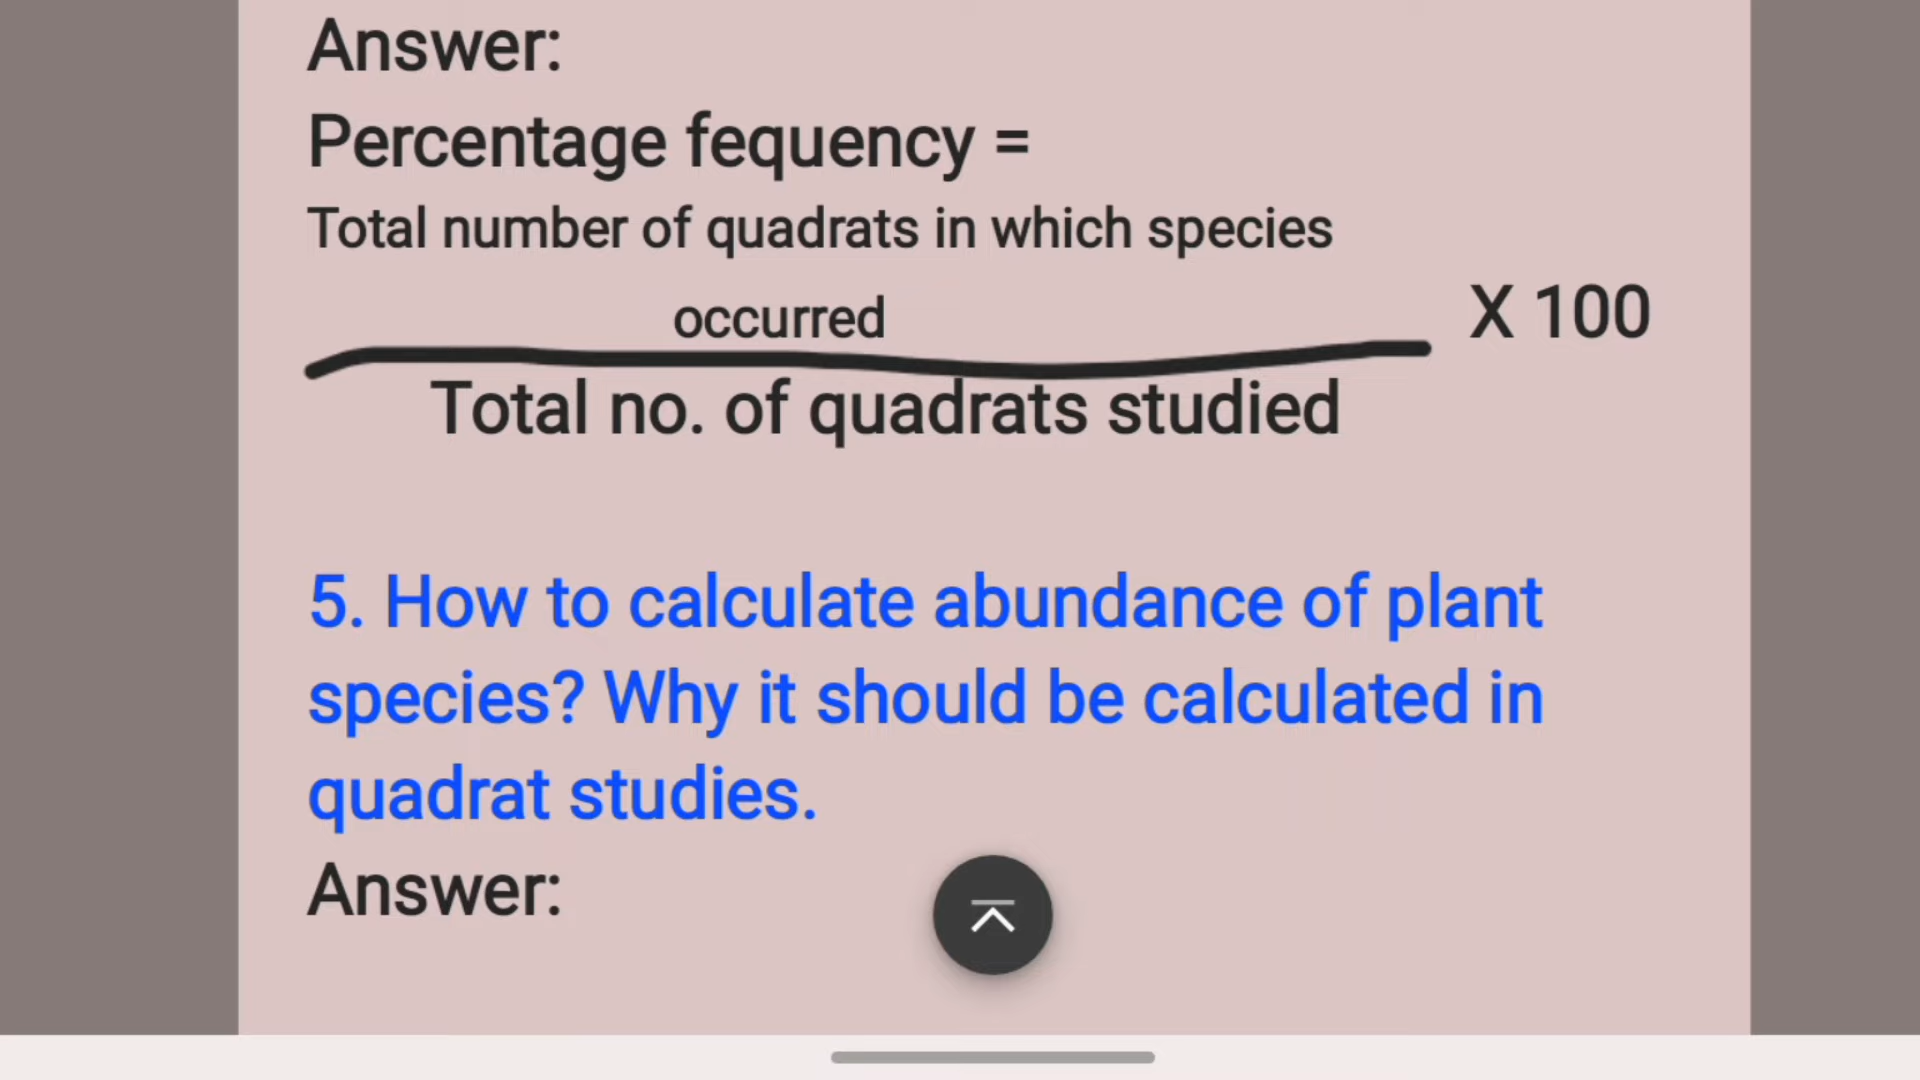 Answer:
Percentage fequency =
Total number of quadrats in which species
occurred
X 100
Total no. of quadrats studied
5. How to calculate abundance of plant
species? Why it should be calculated in
quadrat studies.
Answer: